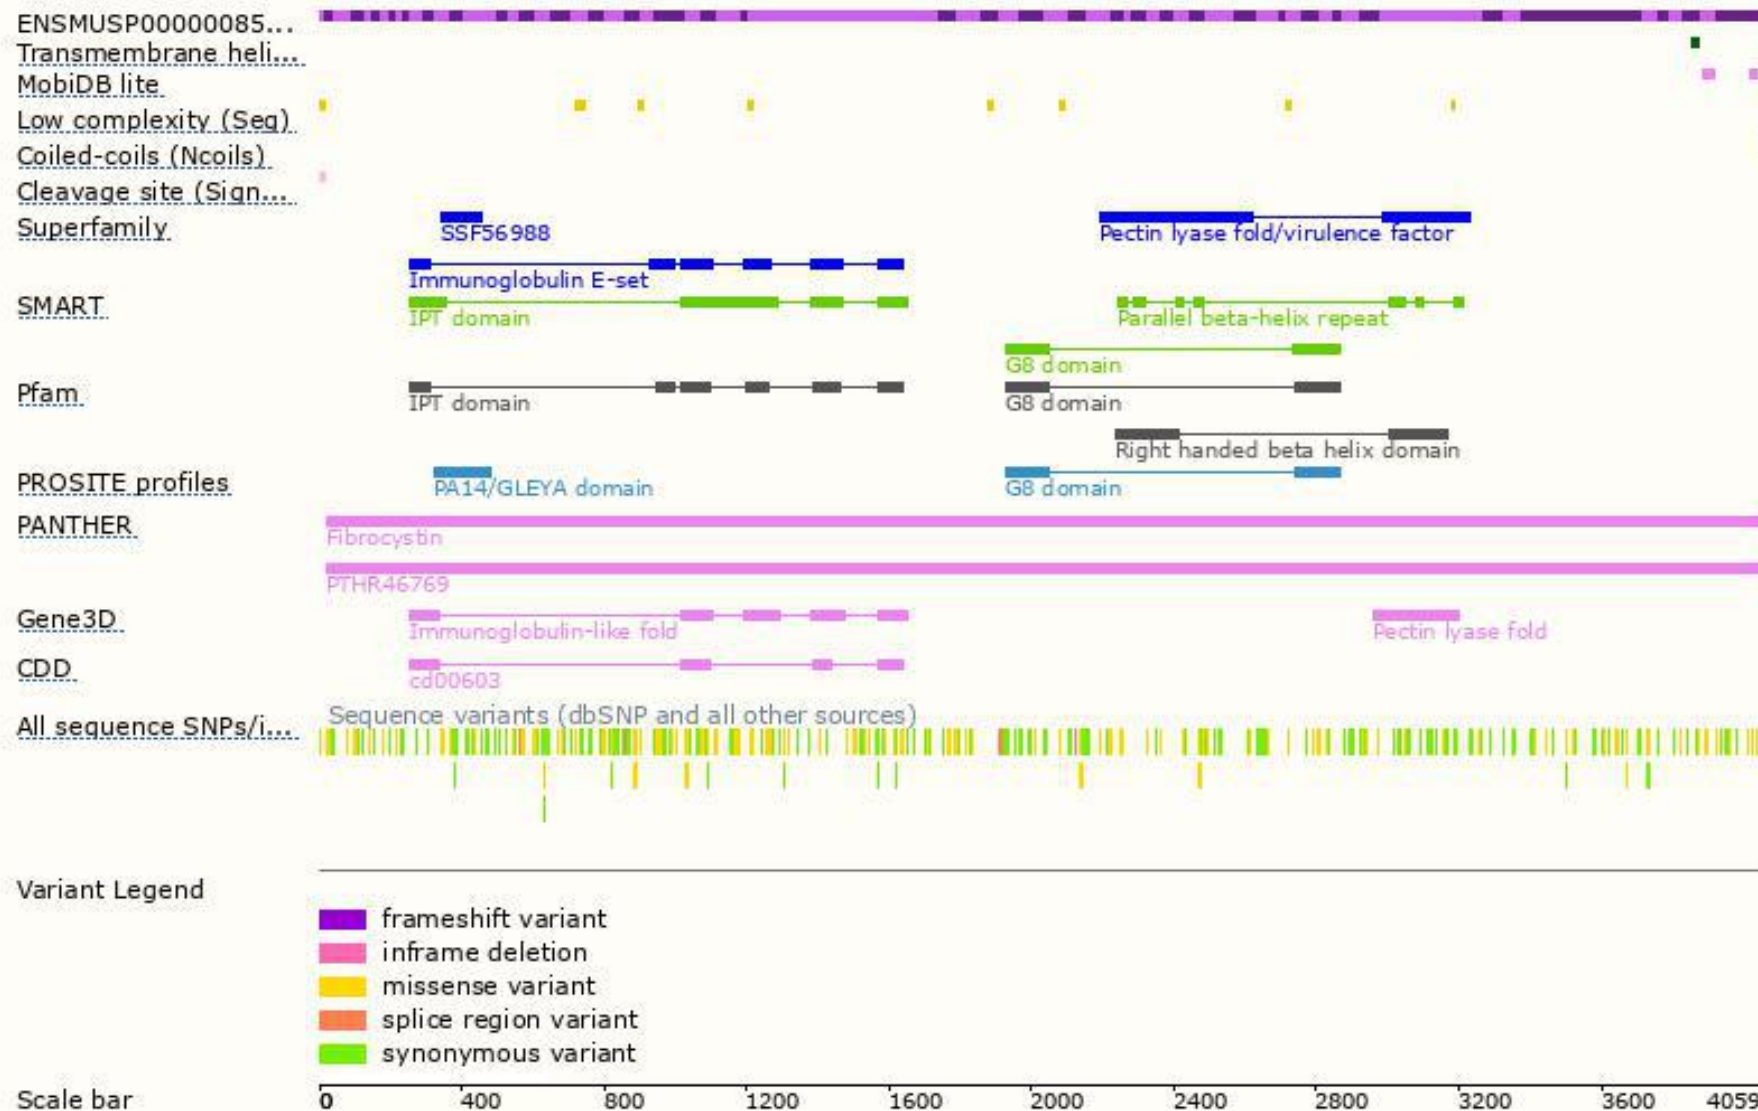 ENSMUSP00000085...
Transmembrane heli...
MobiDB lite
Low complexity (Seg)
Coiled-coils (Ncoils)
Cleavage site (Sign...
Superfamily
SSF56988
Pectin lyase fold/virulence factor
Immunoglobulin E-set
SMART
IPT domain
Parallel beta-helix repeat
G8 domain
Pfam
IPT domain
G8 domain
Right handed beta helix domain
PROSITE profiles
PA14/GLEYA domain
G8 domain
PANTHER
Fibrocystin
PTHR46769
Gene3D
Immunoglobulin-like fold
Pectin lyase fold
CDD
cd00603
All sequence SNPs/i...
Sequence variants (dbSNP and all other sources)
Variant Legend
frameshift variant
inframe deletion
missense variant
splice region variant
synonymous variant
Scale bar 0 400 800 1200 1600 2000 2400 2800 3200 3600 4059